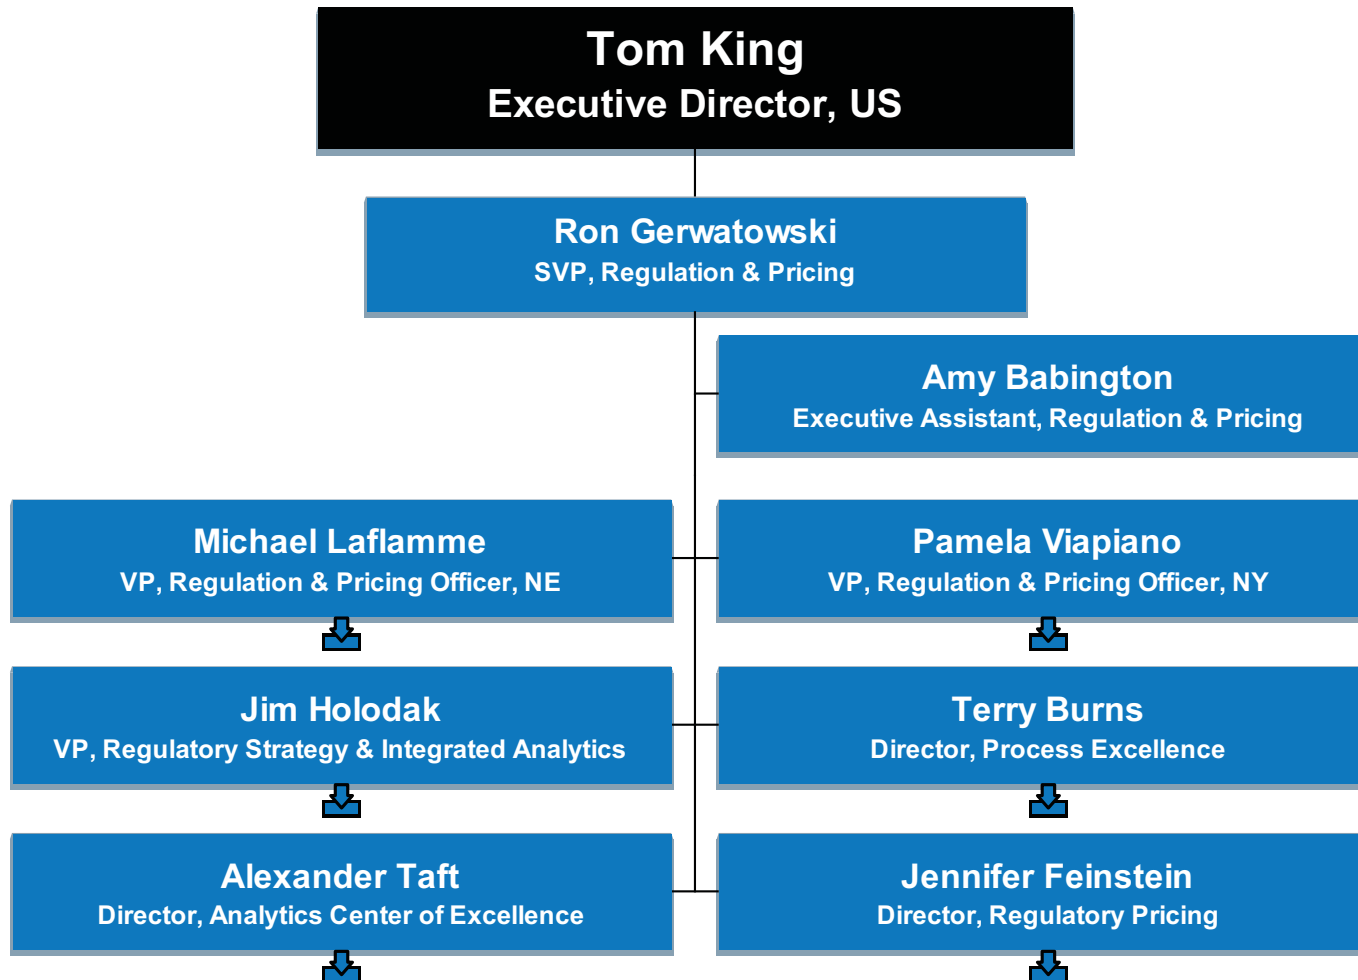 Tom King
Executive Director, US
Ron Gerwatowski
SVP, Regulation & Pricing
Amy Babington
Executive Assistant, Regulation & Pricing
Michael Laflamme
VP, Regulation & Pricing Officer, NE
Pamela Viapiano
VP, Regulation & Pricing Officer, NY
Jim Holodak
VP, Regulatory Strategy & Integrated Analytics
Terry Burns
Director, Process Excellence
Alexander Taft
Director, Analytics Center of Excellence
Jennifer Feinstein
Director, Regulatory Pricing